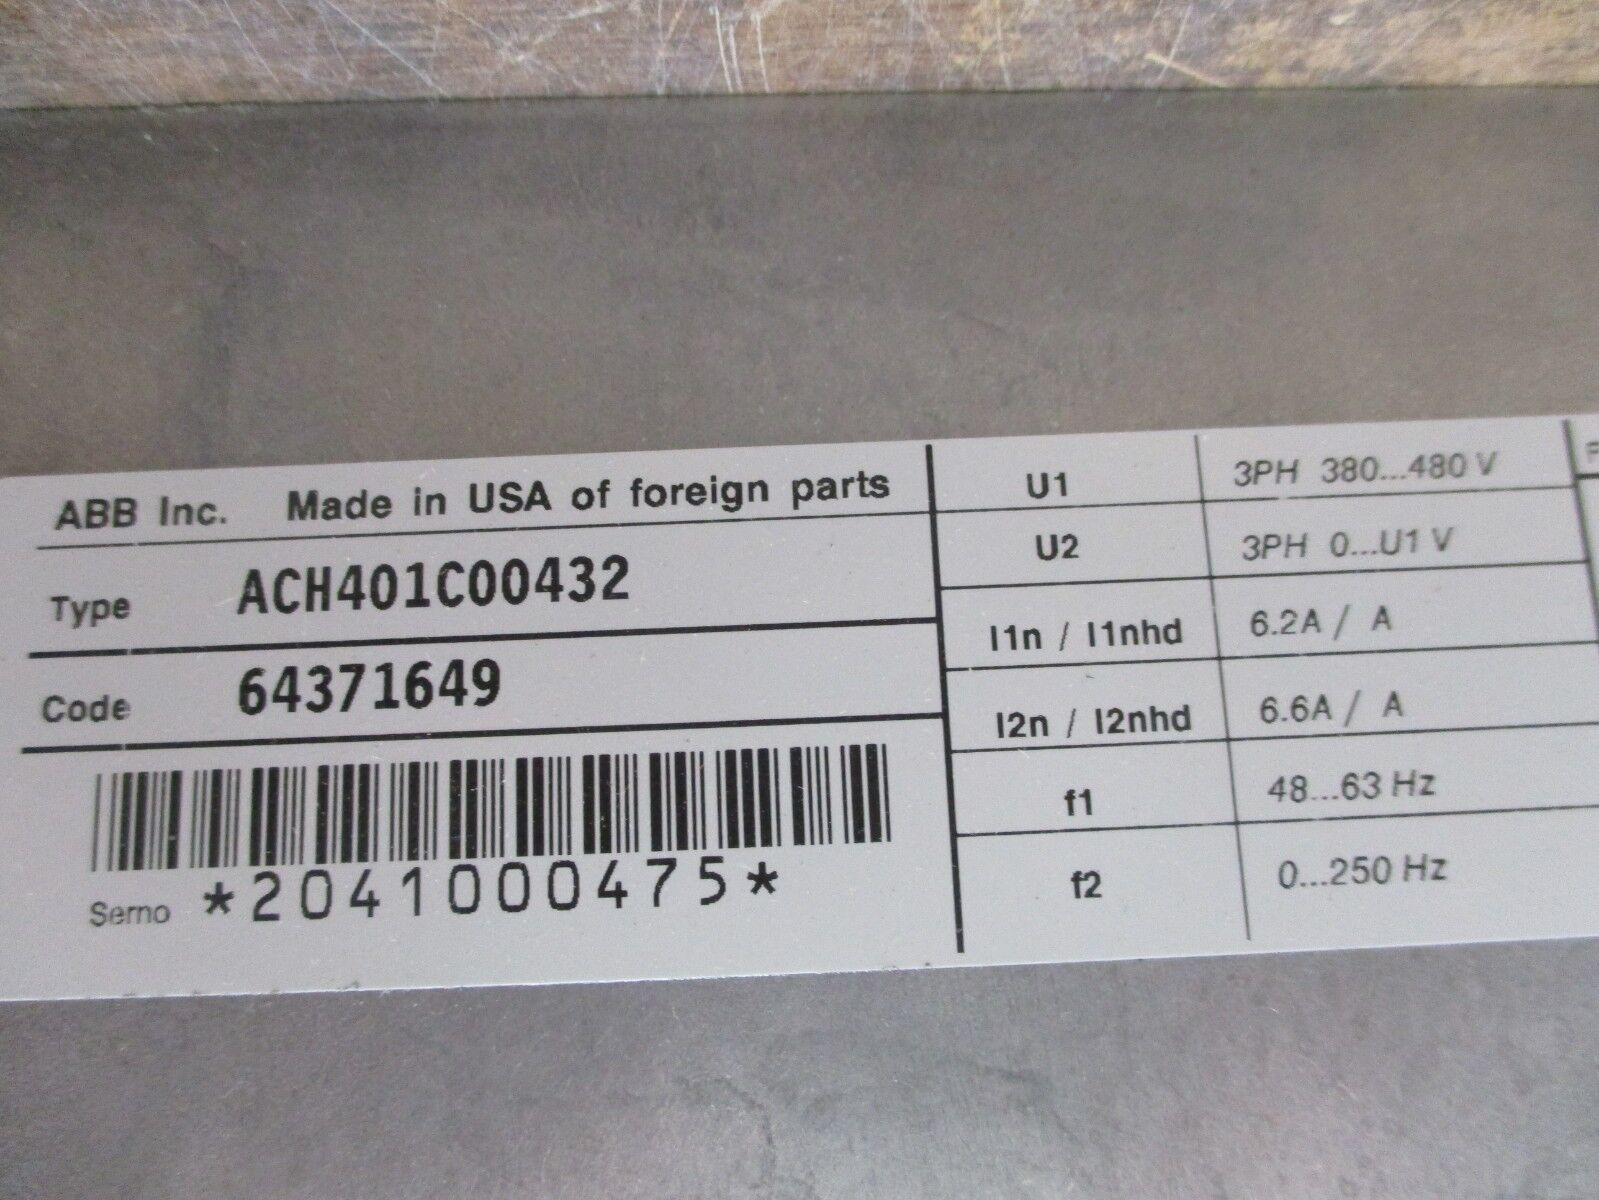 ABB Inc. Made in USA of foreign parts
Type ACH401C00432
Code 64371649
Serno *2041000475*
U1 3PH 380...480 V
U2 3PH 0...U1 V
I1n / I1nhd 6.2A / A
I2n / I2nhd 6.6A / A
f1 48...63 Hz
f2 0...250 Hz